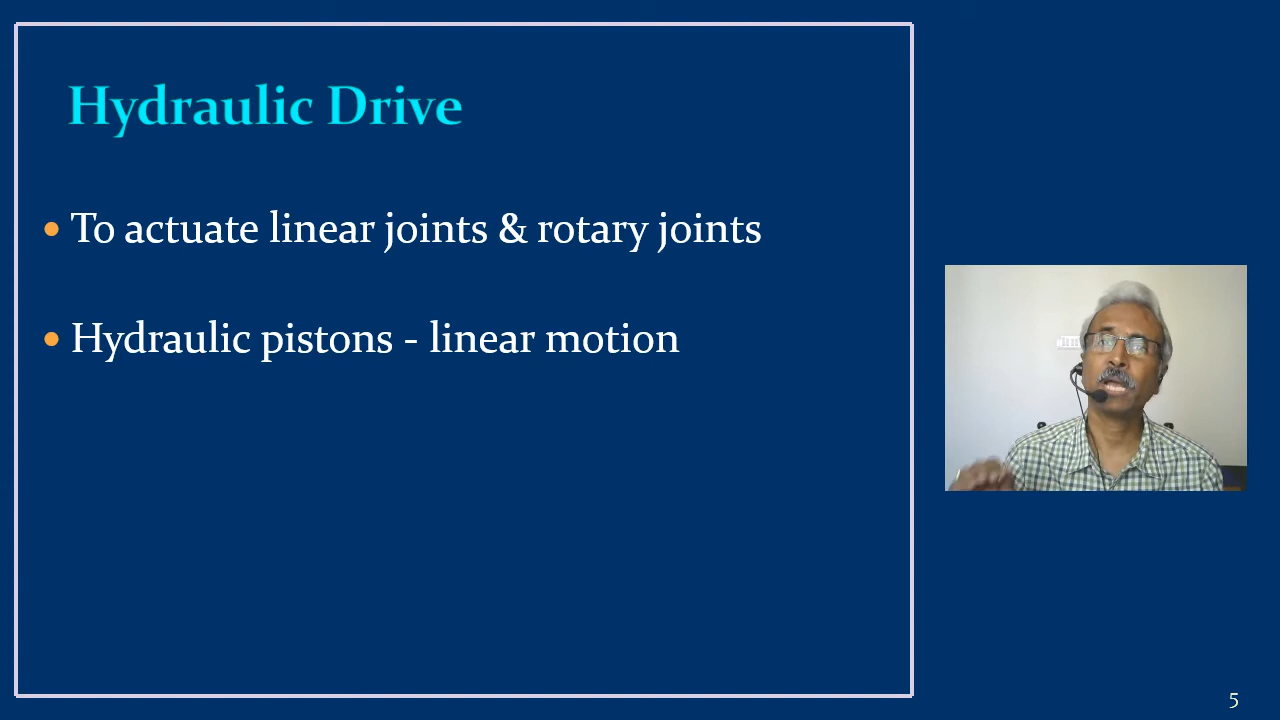 Hydraulic Drive
• To actuate linear joints & rotary joints
• Hydraulic pistons - linear motion
5